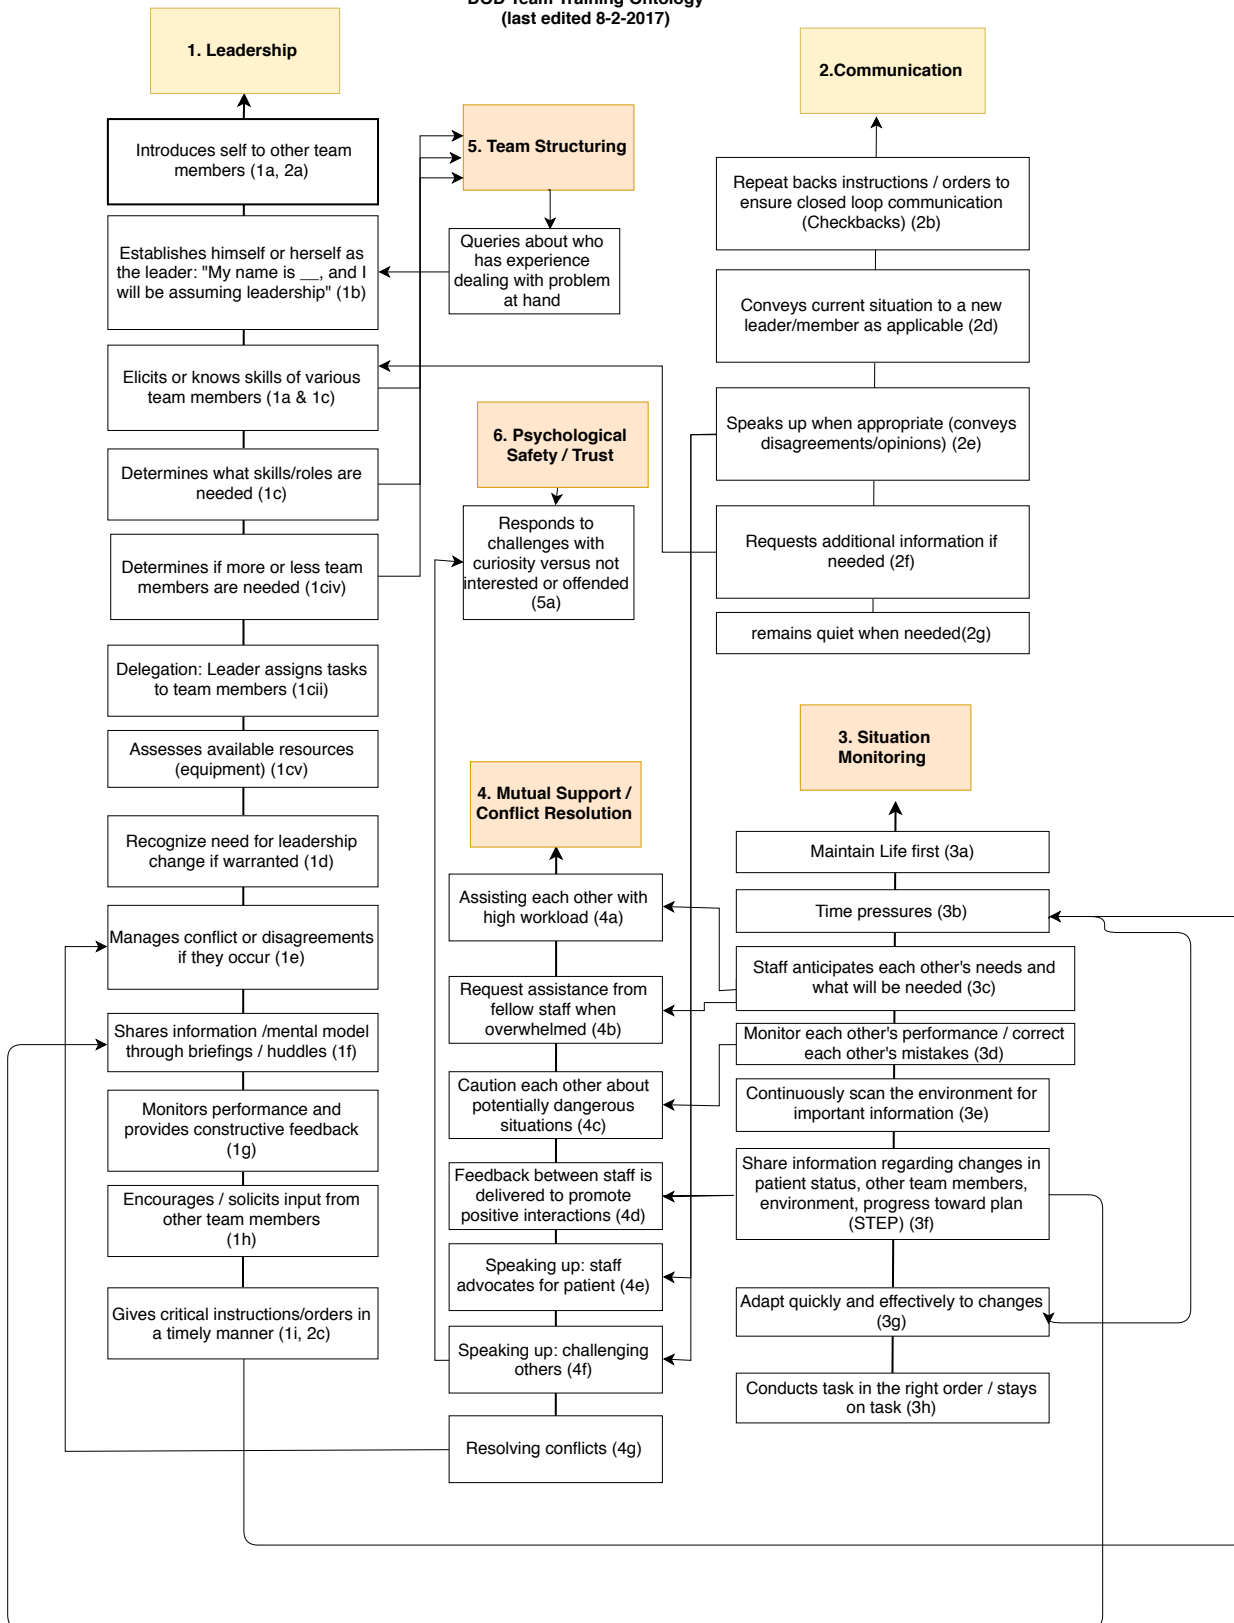 DOD Team Training Ontology
(last edited 8-2-2017)
1. Leadership
Introduces self to other team
members (1a, 2a)
Establishes himself or herself as
the leader: "My name is __, and I
will be assuming leadership" (1b)
Elicits or knows skills of various
team members (1a & 1c)
Determines what skills/roles are
needed (1c)
Determines if more or less team
members are needed (1civ)
Delegation: Leader assigns tasks
to team members (1cii)
Assesses available resources
(equipment) (1cv)
Recognize need for leadership
change if warranted (1d)
Manages conflict or disagreements
if they occur (1e)
Shares information /mental model
through briefings / huddles (1f)
Monitors performance and
provides constructive feedback
(1g)
Encourages / solicits input from
other team members
(1h)
Gives critical instructions/orders in
a timely manner (1i, 2c)
5. Team Structuring
Queries about who
has experience
dealing with problem
at hand
6. Psychological
Safety / Trust
Responds to
challenges with
curiosity versus not
interested or offended
(5a)
4. Mutual Support /
Conflict Resolution
Assisting each other with
high workload (4a)
Request assistance from
fellow staff when
overwhelmed (4b)
Caution each other about
potentially dangerous
situations (4c)
Feedback between staff is
delivered to promote
positive interactions (4d)
Speaking up: staff
advocates for patient (4e)
Speaking up: challenging
others (4f)
Resolving conflicts (4g)
2.Communication
Repeat backs instructions / orders to
ensure closed loop communication
(Checkbacks) (2b)
Conveys current situation to a new
leader/member as applicable (2d)
Speaks up when appropriate (conveys
disagreements/opinions) (2e)
Requests additional information if
needed (2f)
remains quiet when needed(2g)
3. Situation
Monitoring
Maintain Life first (3a)
Time pressures (3b)
Staff anticipates each other's needs and
what will be needed (3c)
Monitor each other's performance / correct
each other's mistakes (3d)
Continuously scan the environment for
important information (3e)
Share information regarding changes in
patient status, other team members,
environment, progress toward plan
(STEP) (3f)
Adapt quickly and effectively to changes
(3g)
Conducts task in the right order / stays
on task (3h)